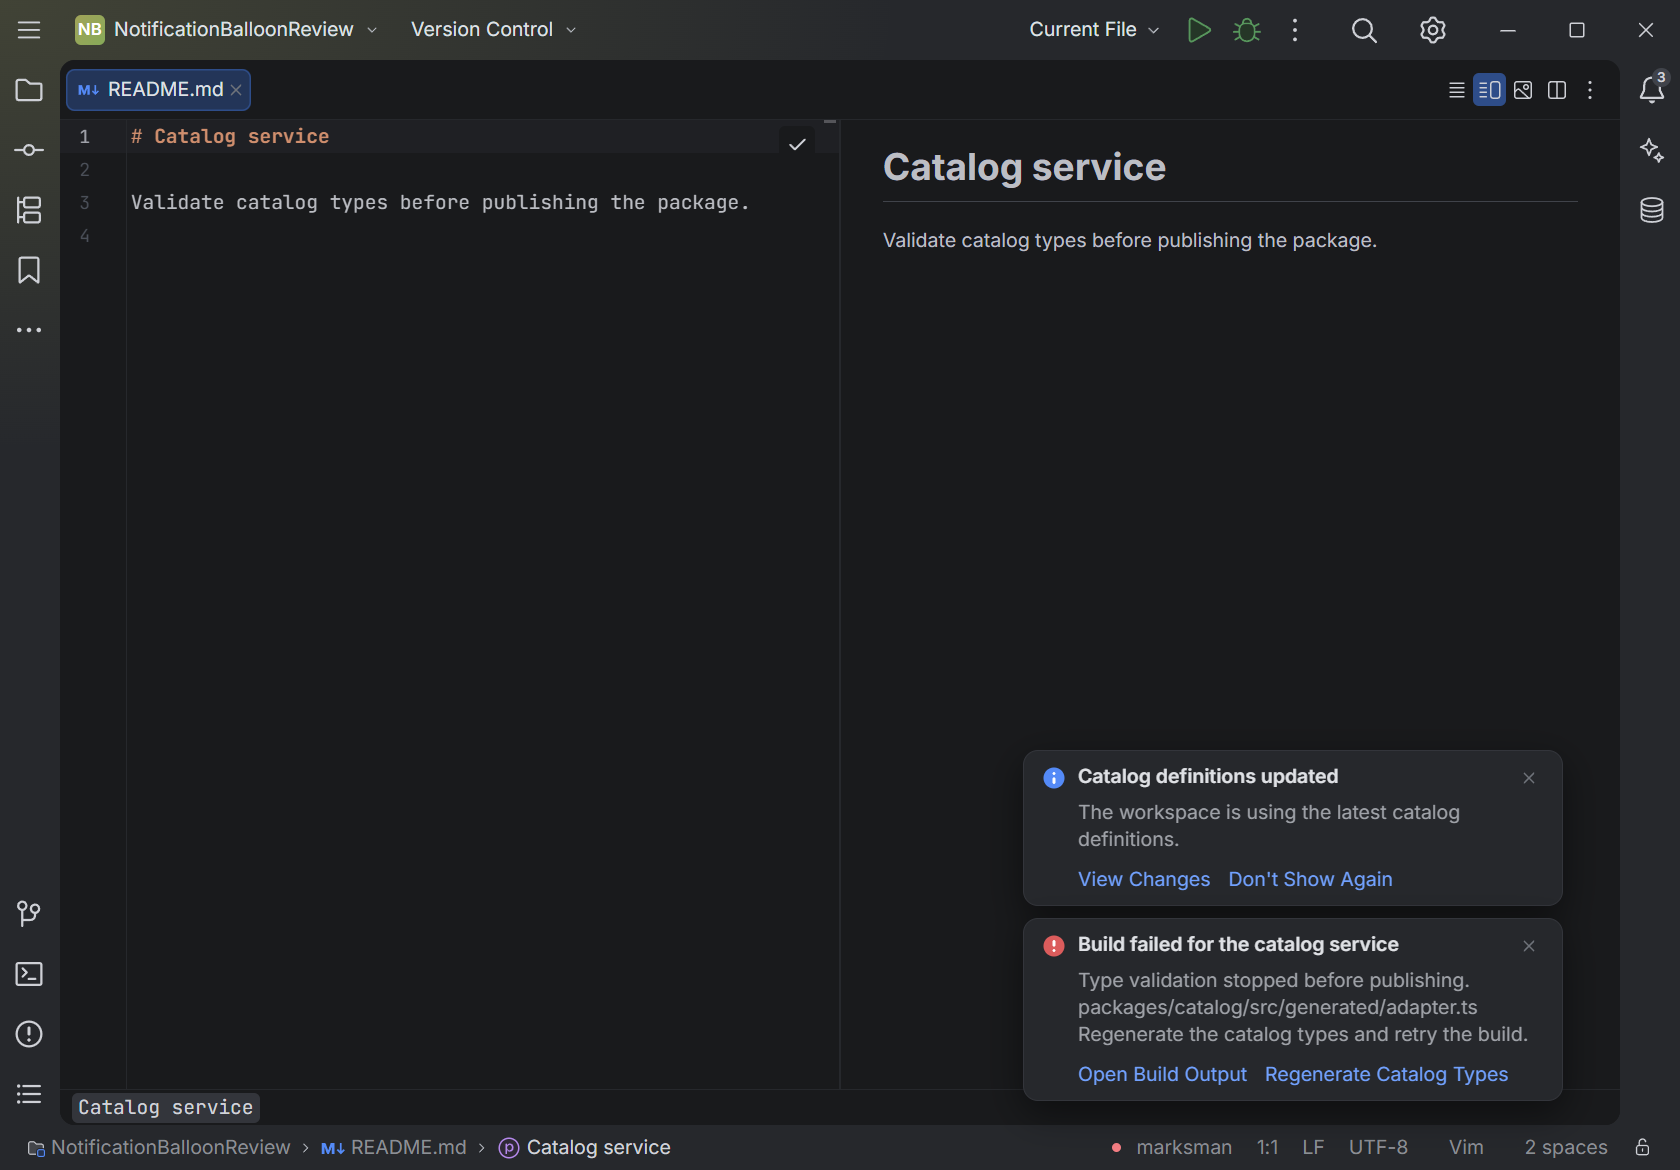 NB NotificationBalloonReview Version Control Current File
README.md
3
1 # Catalog service
2
3 Validate catalog types before publishing the package.
4
Catalog service
Validate catalog types before publishing the package.
Catalog definitions updated
The workspace is using the latest catalog
definitions.
View Changes Don't Show Again
Build failed for the catalog service
Type validation stopped before publishing.
packages/catalog/src/generated/adapter.ts
Regenerate the catalog types and retry the build.
Open Build Output Regenerate Catalog Types
Catalog service
NotificationBalloonReview › M↓ README.md › p Catalog service marksman 1:1 LF UTF-8 Vim 2 spaces